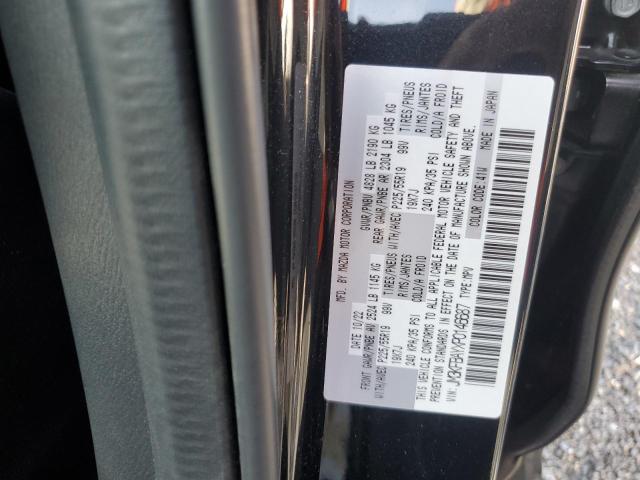 MFD. BY MAZDA MOTOR CORPORATION
DATE 10/22 GVWR/PNBV 4828 LB 2190 KG
FRONT GAWR/PNBE AV 2524 LB 1145 KG REAR GAWR/PNBE AR 2304 LB 1045 KG
WITH/AVEC P225/55R19 99V TIRES/PNEUS WITH/AVEC P225/55R19 99V TIRES/PNEUS
19X7J RIMS/JANTES 19X7J RIMS/JANTES
240 KPA/35 PSI COLD/A FROID 240 KPA/35 PSI COLD/A FROID
THIS VEHICLE CONFORMS TO ALL APPLICABLE FEDERAL MOTOR VEHICLE SAFETY AND THEFT
PREVENTION STANDARDS IN EFFECT ON THE DATE OF MANUFACTURE SHOWN ABOVE.
VIN: TYPE:MPV COLOR CODE:41W MADE IN JAPAN